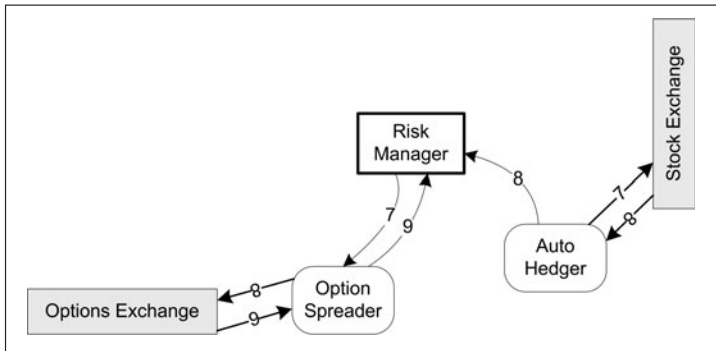 Stock Exchange
Risk
Manager
8
7
8
7
9
Auto
Hedger
8
9
Option
Spreader
Options Exchange